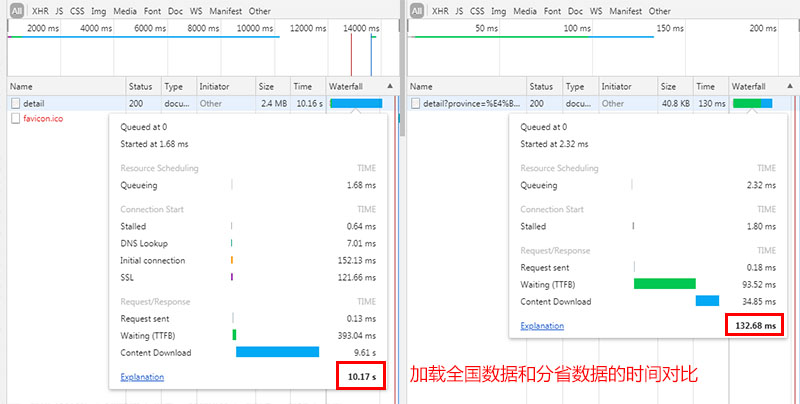 All XHR JS CSS Img Media Font Doc WS Manifest Other
2000 ms 4000 ms 6000 ms 8000 ms 10000 ms 12000 ms 14000 ms
Name Status Type Initiator Size Time Waterfall
detail 200 docu... Other 2.4 MB 10.16 s
favicon.ico
Queued at 0
Started at 1.68 ms
Resource Scheduling TIME
Queueing 1.68 ms
Connection Start TIME
Stalled 0.64 ms
DNS Lookup 7.01 ms
Initial connection 152.13 ms
SSL 121.66 ms
Request/Response TIME
Request sent 0.13 ms
Waiting (TTFB) 393.04 ms
Content Download 9.61 s
Explanation 10.17 s
All XHR JS CSS Img Media Font Doc WS Manifest Other
50 ms 100 ms 150 ms 200 ms
Name Status Type Initiator Size Time Waterfall
detail?province=%E4%B... 200 docu... Other 40.8 KB 130 ms
Queued at 0
Started at 2.32 ms
Resource Scheduling TIME
Queueing 2.32 ms
Connection Start TIME
Stalled 1.80 ms
Request/Response TIME
Request sent 0.18 ms
Waiting (TTFB) 93.52 ms
Content Download 34.85 ms
Explanation 132.68 ms
加载全国数据和分省数据的时间对比